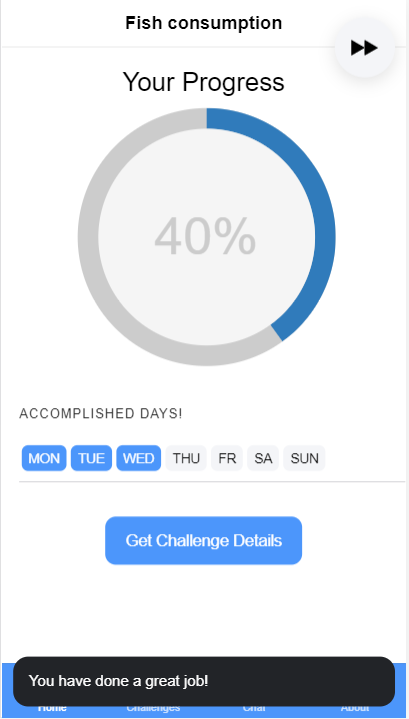 Fish consumption
Your Progress
40%
ACCOMPLISHED DAYS!
MON TUE WED THU FR SA SUN
Get Challenge Details
You have done a great job!
Home Challenges Chat About